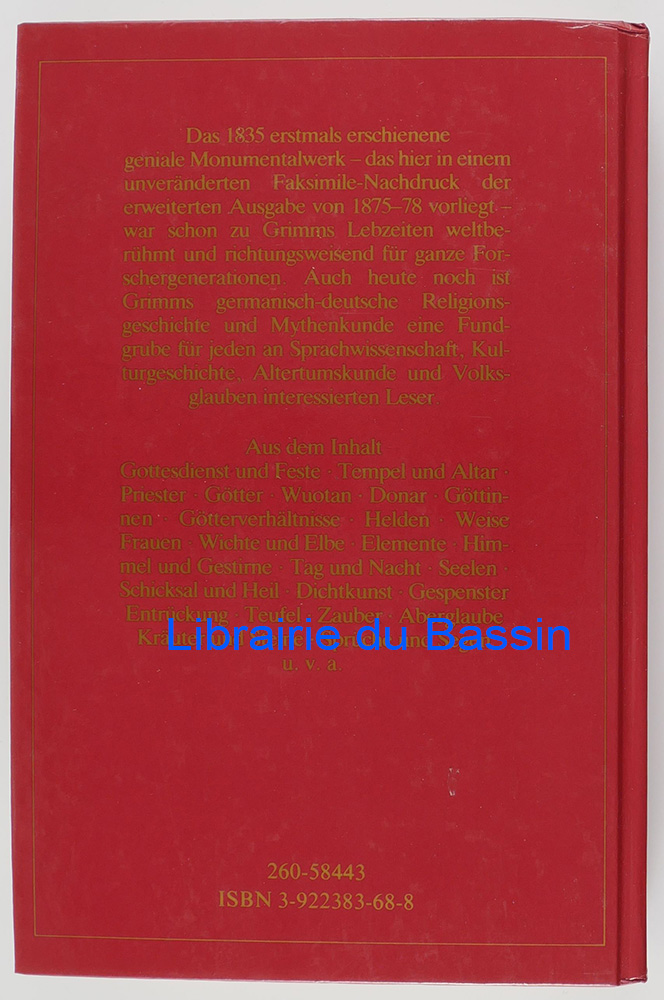 Das 1835 erstmals erschienene
geniale Monumentalwerk – das hier in einem
unveränderten Faksimile-Nachdruck der
erweiterten Ausgabe von 1875–78 vorliegt –
war schon zu Grimms Lebzeiten weltbe-
rühmt und richtungsweisend für ganze For-
schergenerationen. Auch heute noch ist
Grimms germanisch-deutsche Religions-
geschichte und Mythenkunde eine Fund-
grube für jeden an Sprachwissenschaft, Kul-
turgeschichte, Altertumskunde und Volks-
glauben interessierten Leser.
Aus dem Inhalt
Gottesdienst und Feste · Tempel und Altar ·
Priester · Götter · Wuotan · Donar · Göttin-
nen · Götterverhältnisse · Helden · Weise
Frauen · Wichte und Elbe · Elemente · Him-
mel und Gestirne · Tag und Nacht · Seelen ·
Schicksal und Heil · Dichtkunst · Gespenster
Entrückung · Teufel · Zauber · Aberglaube
Kräuter und
Librairie du Bassin
u. v. a.
260-58443
ISBN 3-922383-68-8